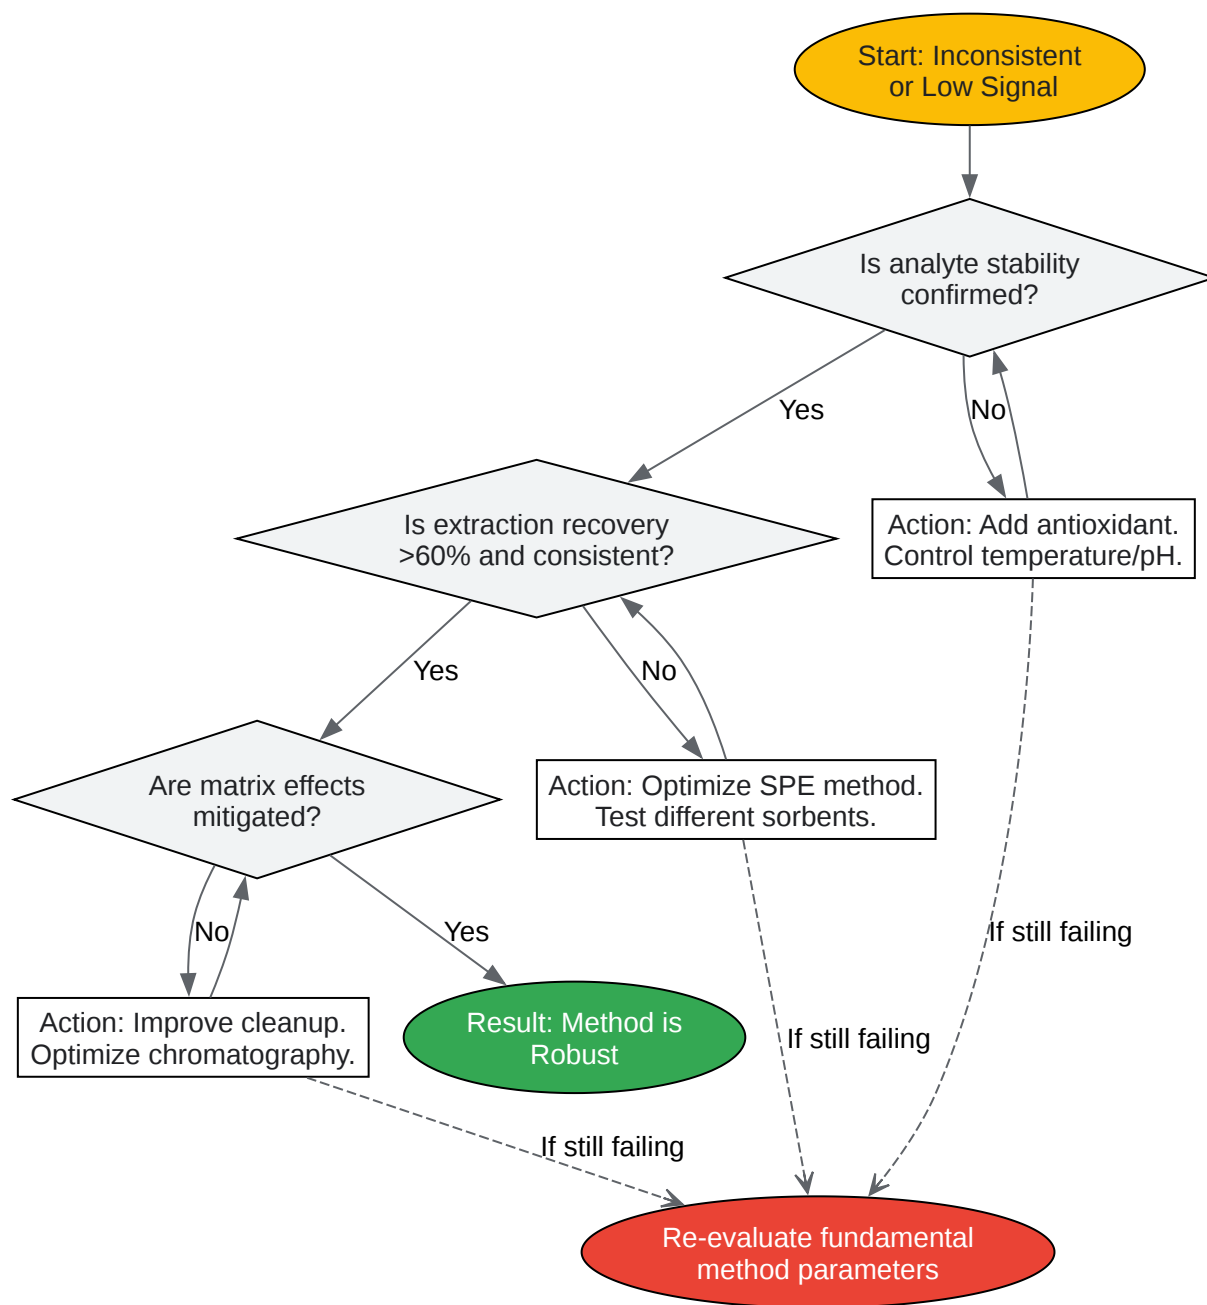 Start: Inconsistent
or Low Signal
Is analyte stability
confirmed?
Yes
No
Is extraction recovery
>60% and consistent?
Action: Add antioxidant.
Control temperature/pH.
Yes
No
Are matrix effects
mitigated?
Action: Optimize SPE method.
Test different sorbents.
No
Yes
If still failing
Action: Improve cleanup.
Optimize chromatography.
Result: Method is
Robust
If still failing
If still failing
Re-evaluate fundamental
method parameters